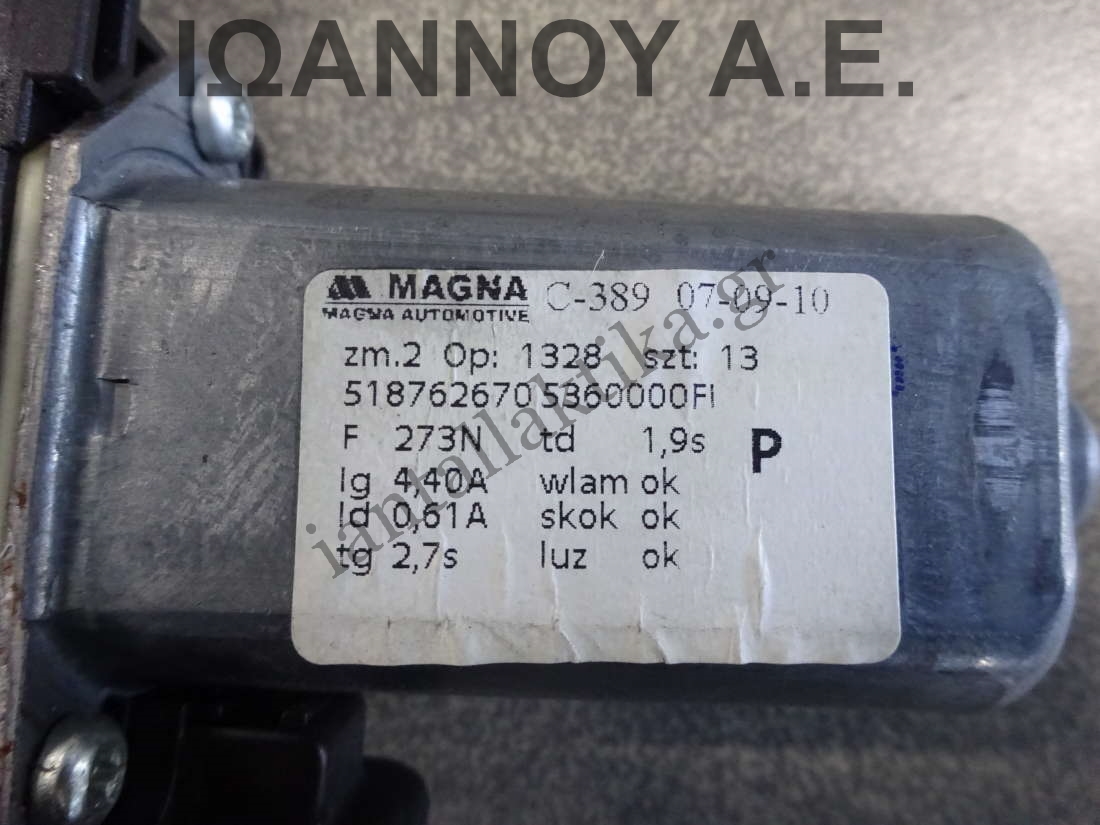 ΙΩΑΝΝΟΥ Α.Ε.
MAGNA C-389 07-09-10
MAGNA AUTOMOTIVE
zm.2 Op: 1328 szt: 13
518762670 5360000FI
F 273N td 1,9s P
Ig 4,40A wlam ok
Id 0,61A skok ok
tg 2,7s luz ok
iantallaktika.gr